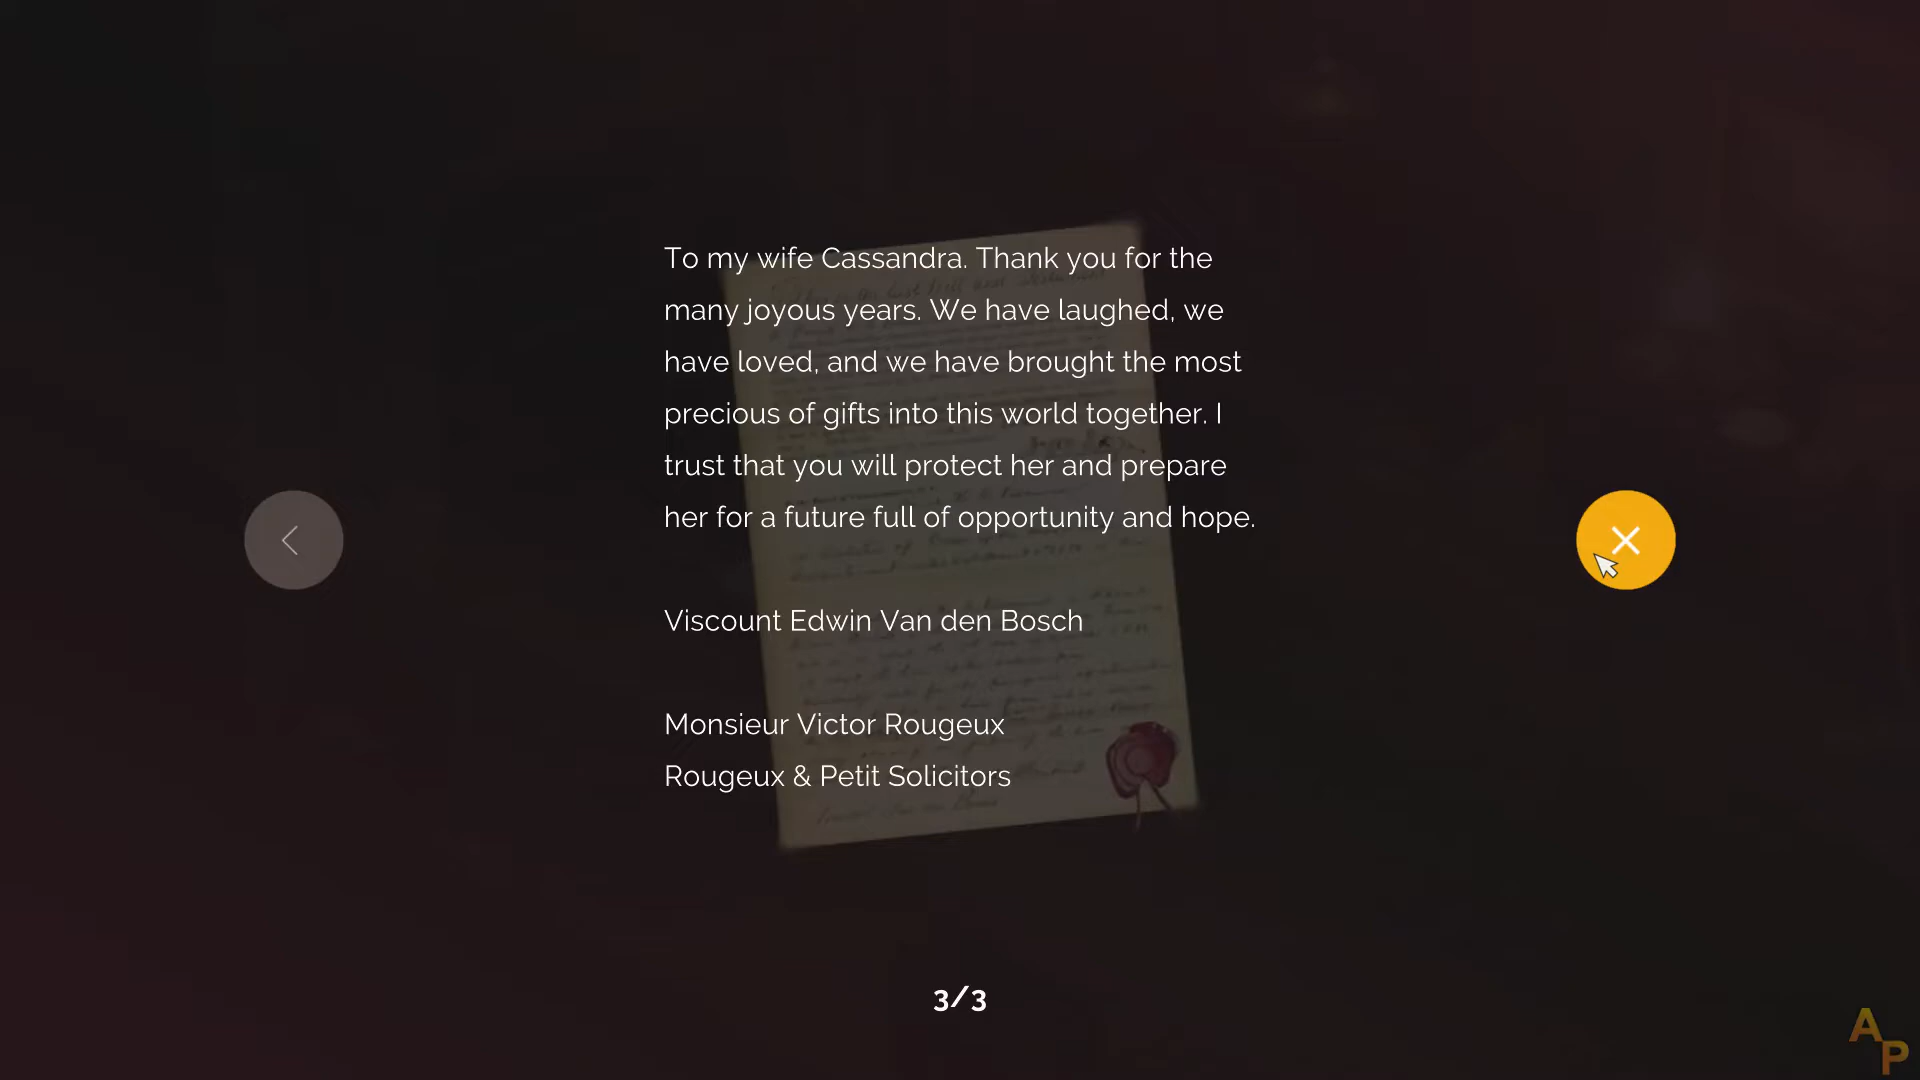 To my wife Cassandra. Thank you for the
many joyous years. We have laughed, we
have loved, and we have brought the most
precious of gifts into this world together. I
trust that you will protect her and prepare
her for a future full of opportunity and hope.
Viscount Edwin Van den Bosch
Monsieur Victor Rougeux
Rougeux & Petit Solicitors
3/3
A
P